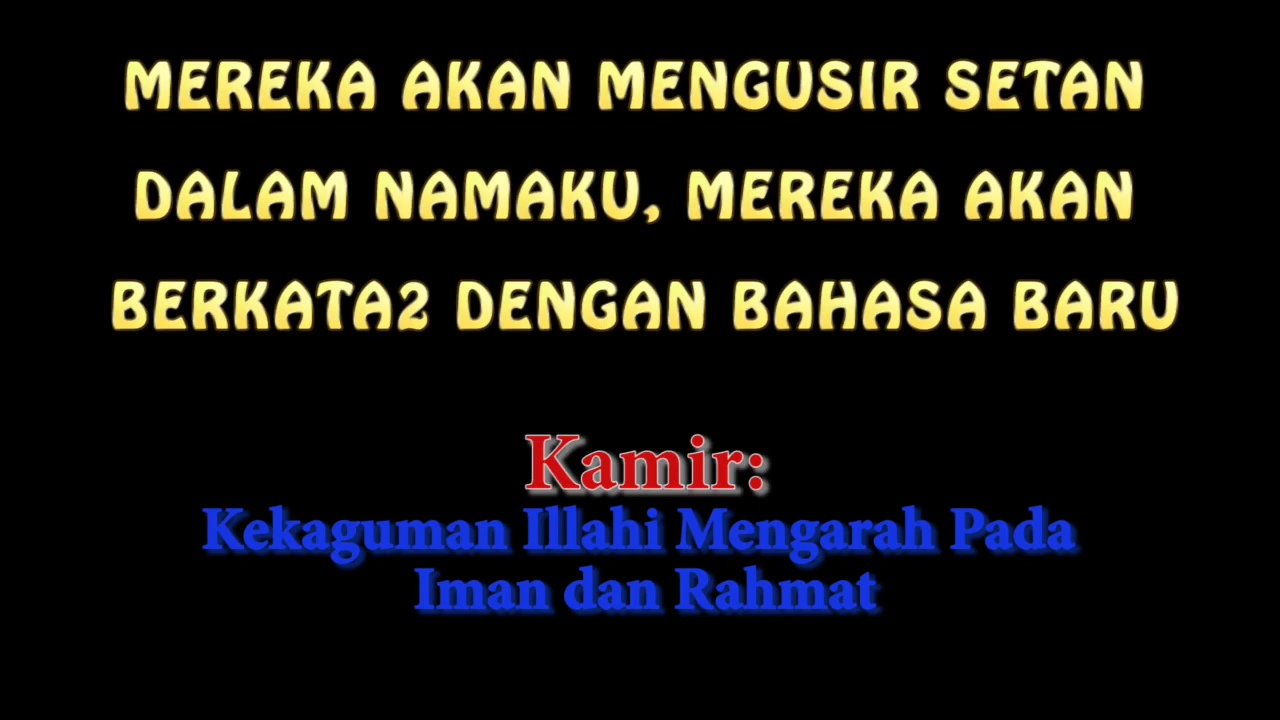 MEREKA AKAN MENGUSIR SETAN
DALAM NAMAKU, MEREKA AKAN
BERKATA2 DENGAN BAHASA BARU
Kamir:
Kekaguman Illahi Mengarah Pada
Iman dan Rahmat